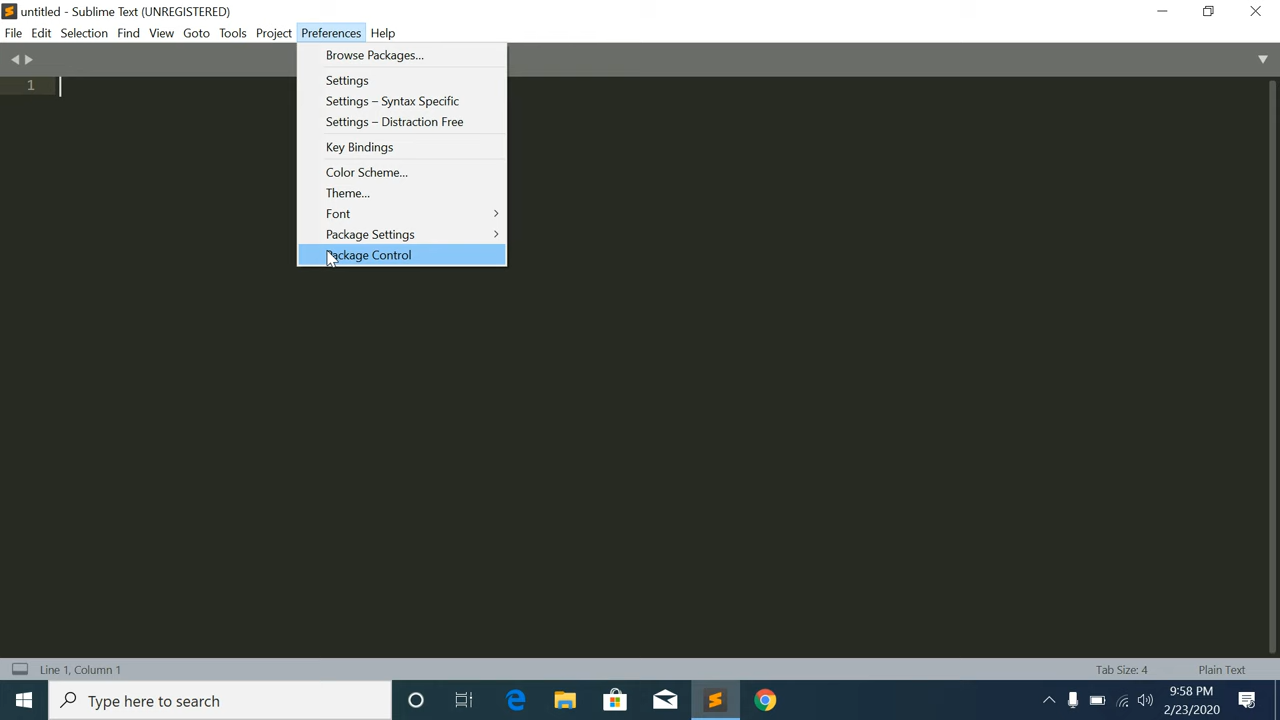 untitled - Sublime Text (UNREGISTERED)
File Edit Selection Find View Goto Tools Project Preferences Help
Browse Packages...
1
Settings
Settings – Syntax Specific
Settings – Distraction Free
Key Bindings
Color Scheme...
Theme...
Font
Package Settings
Package Control
Line 1, Column 1
Tab Size: 4
Plain Text
Type here to search
9:58 PM
2/23/2020